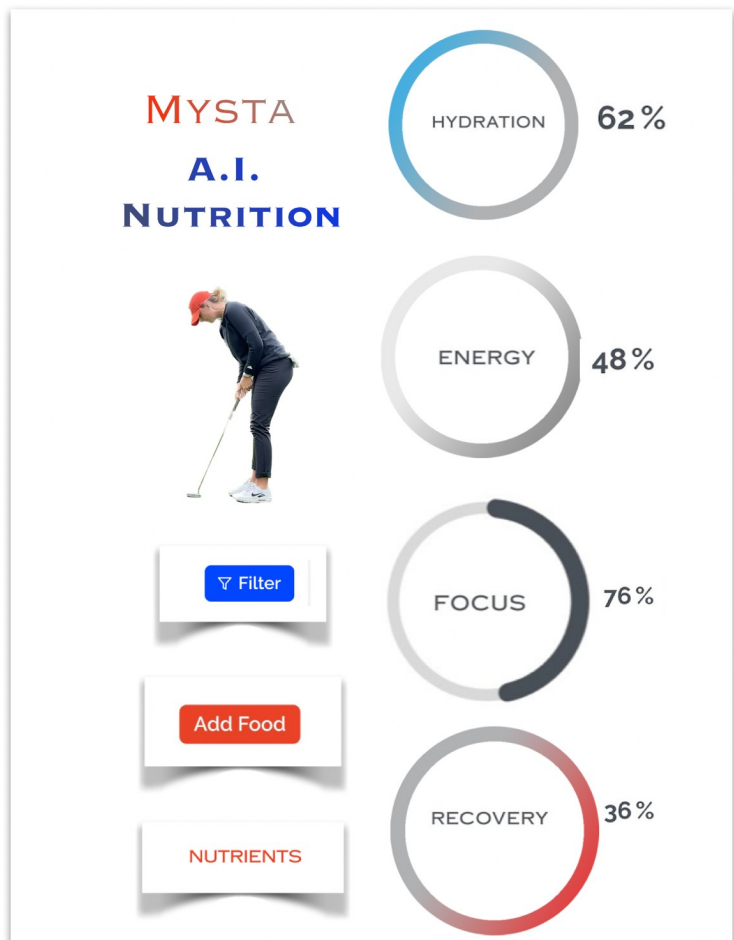 MYSTA
A.I.
NUTRITION
Filter
Add Food
NUTRIENTS
HYDRATION
62 %
ENERGY
48 %
FOCUS
76 %
RECOVERY
36 %